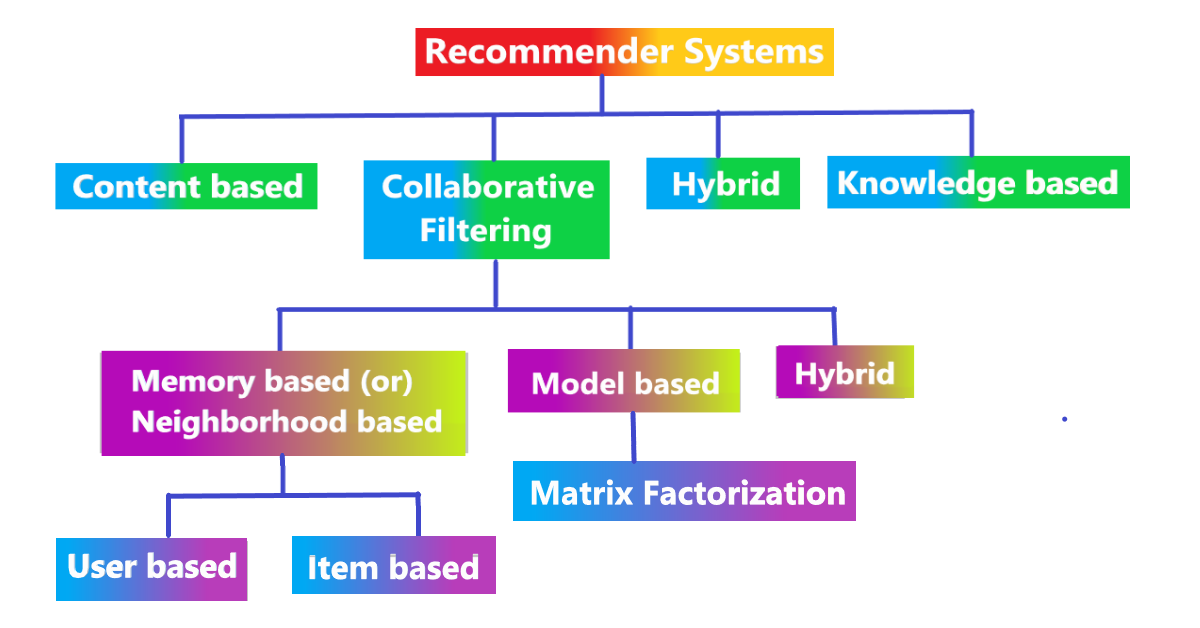 Recommender Systems
Content based
Collaborative
Filtering
Hybrid
Knowledge based
Memory based (or)
Neighborhood based
Model based
Hybrid
Matrix Factorization
User based
Item based